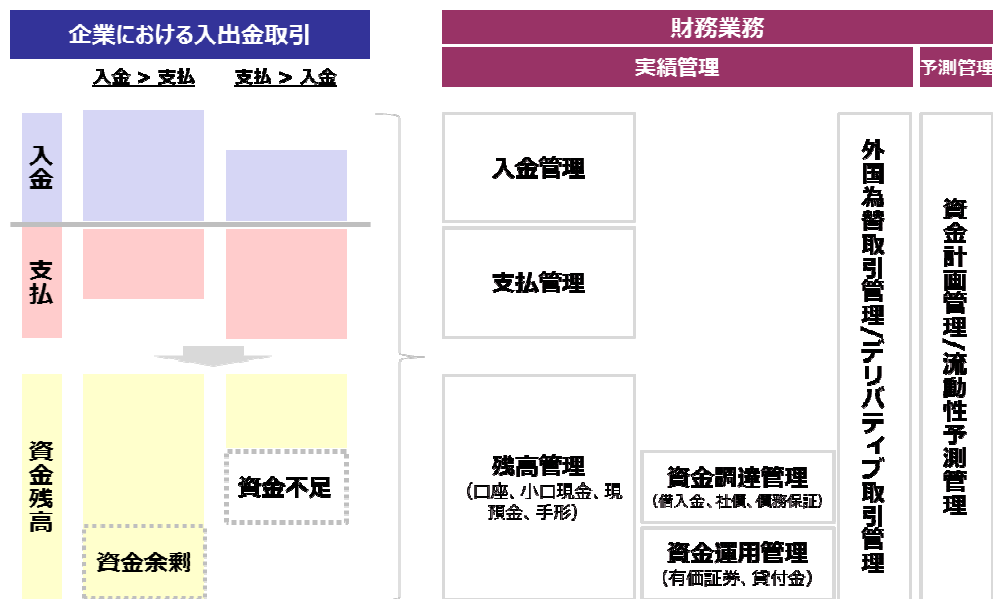 企業における入出金取引
財務業務
実績管理
予測管理
入金 > 支払
支払 > 入金
入金
支払
資金残高
資金不足
資金余剰
入金管理
支払管理
残高管理
(口座、小口現金、現
預金、手形)
資金調達管理
(借入金、社債、債務保証)
資金運用管理
(有価証券、貸付金)
外国為替取引管理/デリバティブ取引管理
資金計画管理/流動性予測管理